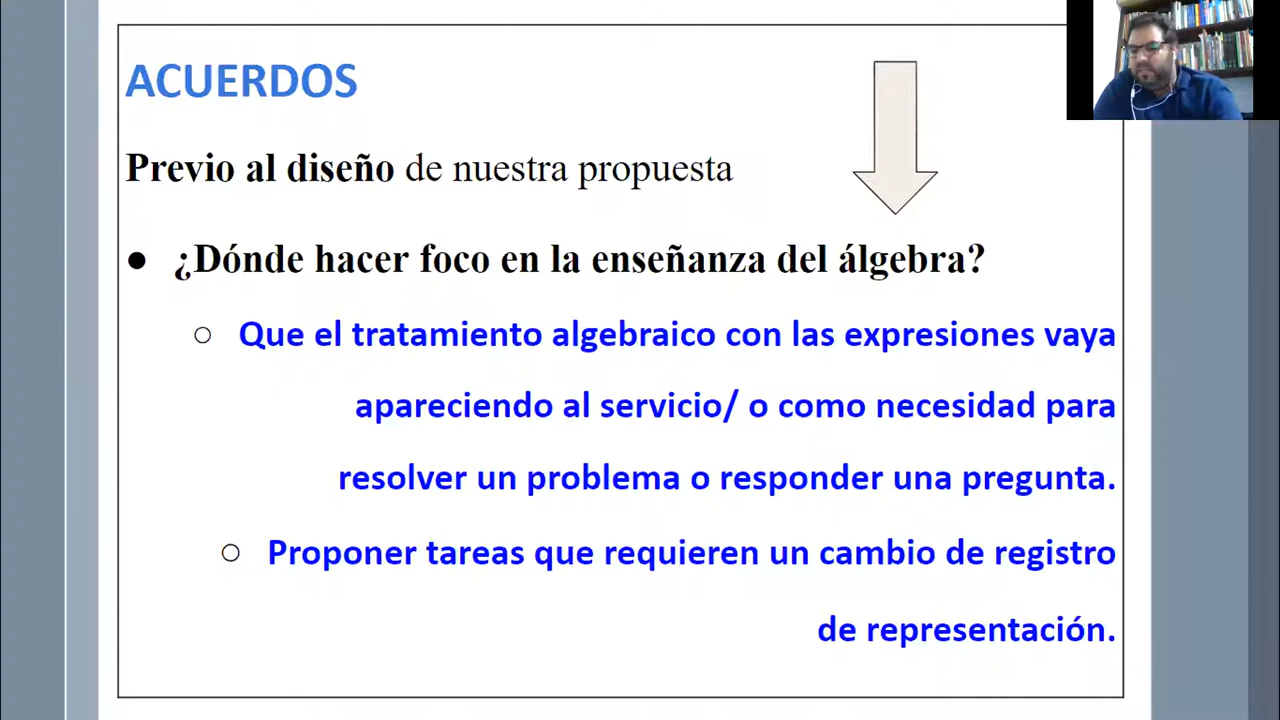 ACUERDOS
Previo al diseño de nuestra propuesta
● ¿Dónde hacer foco en la enseñanza del álgebra?
○ Que el tratamiento algebraico con las expresiones vaya
apareciendo al servicio/ o como necesidad para
resolver un problema o responder una pregunta.
○ Proponer tareas que requieren un cambio de registro
de representación.